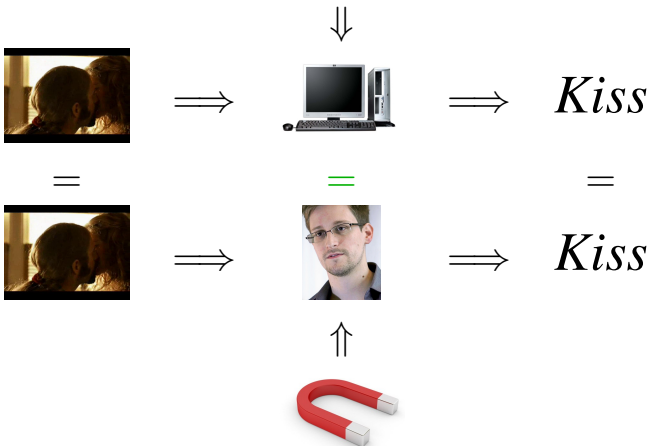 ⇓
⇒ ⇒ Kiss
= = =
⇒ ⇒ Kiss
⇑